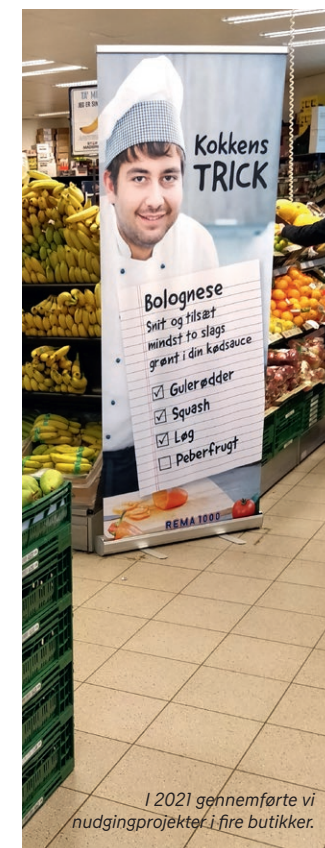 Kokkens
TRICK
Bolognese
Snit og tilsæt
mindst to slags
grønt i din kødsauce
Gulerødder
Squash
Løg
Peberfrugt
REMA 1000
I 2021 gennemførte vi
nudgingprojekter i fire butikker.